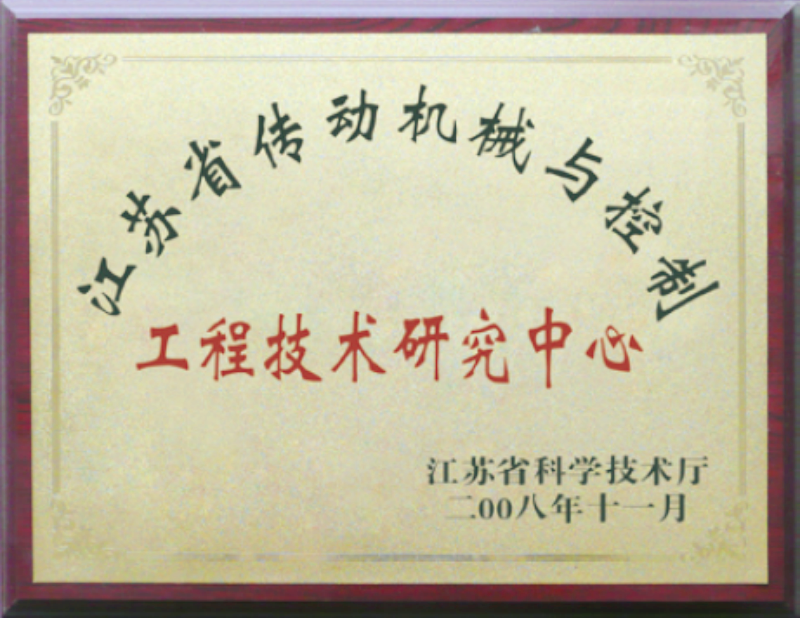 江苏省传动机械与控制
工程技术研究中心
江苏省科学技术厅
二00八年十一月